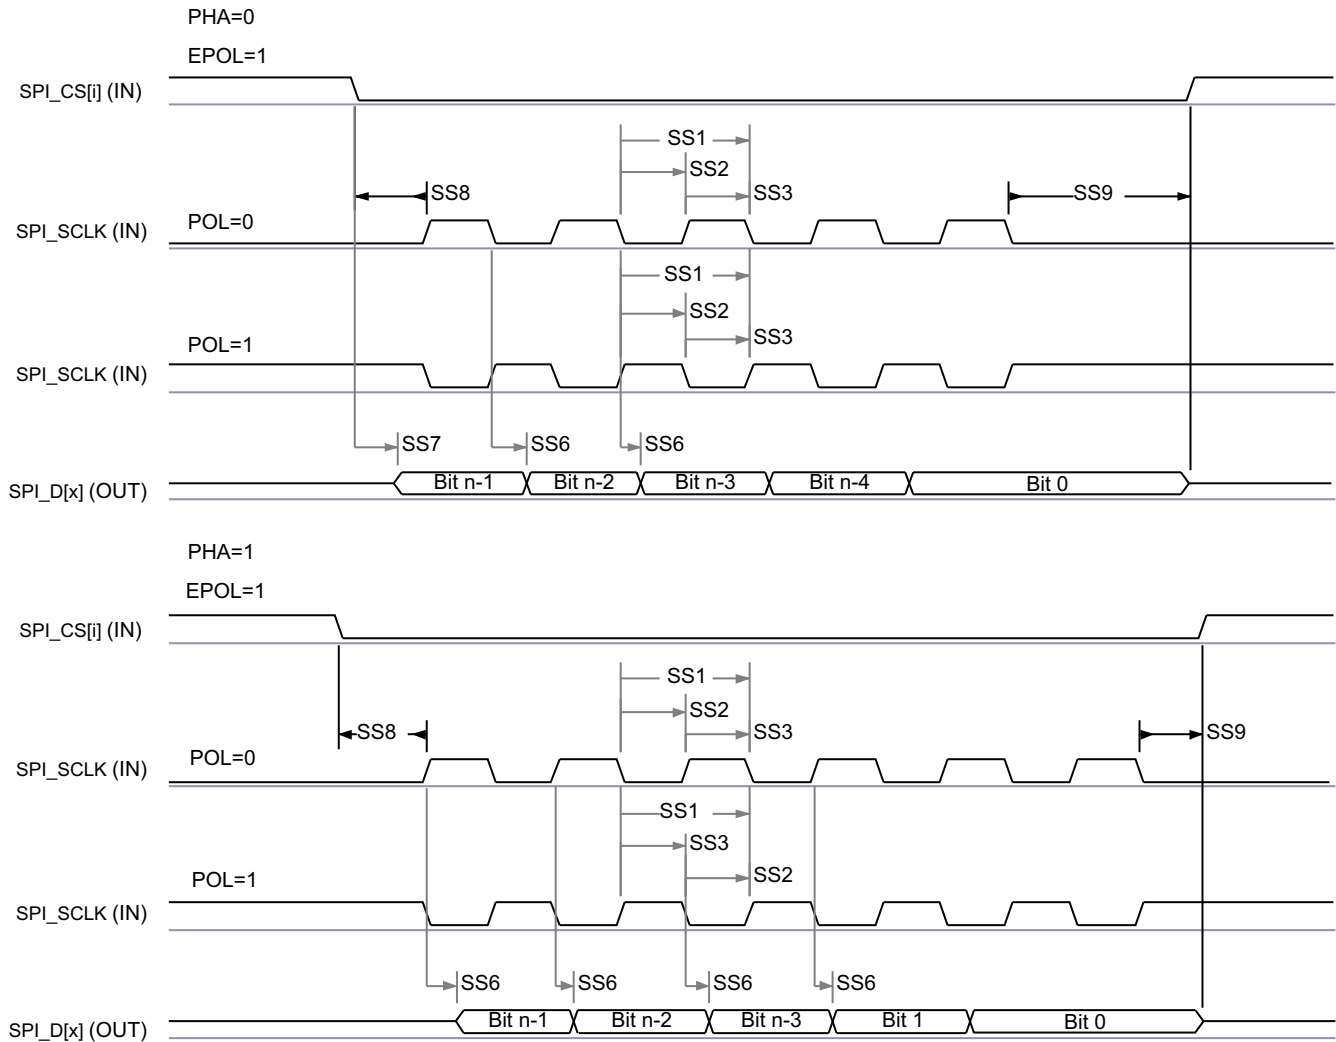 PHA=0
EPOL=1
SPI_CS[i] (IN)
SS1
SS2
SS8
SS3
SS9
POL=0
SPI_SCLK (IN)
SS1
SS2
SS3
POL=1
SPI_SCLK (IN)
SS7
SS6
SS6
SPI_D[x] (OUT)
Bit n-1
Bit n-2
Bit n-3
Bit n-4
Bit 0
PHA=1
EPOL=1
SPI_CS[i] (IN)
SS1
SS2
SS8
SS3
SS9
POL=0
SPI_SCLK (IN)
SS1
SS3
SS2
POL=1
SPI_SCLK (IN)
SS6
SS6
SS6
SS6
SPI_D[x] (OUT)
Bit n-1
Bit n-2
Bit n-3
Bit 1
Bit 0